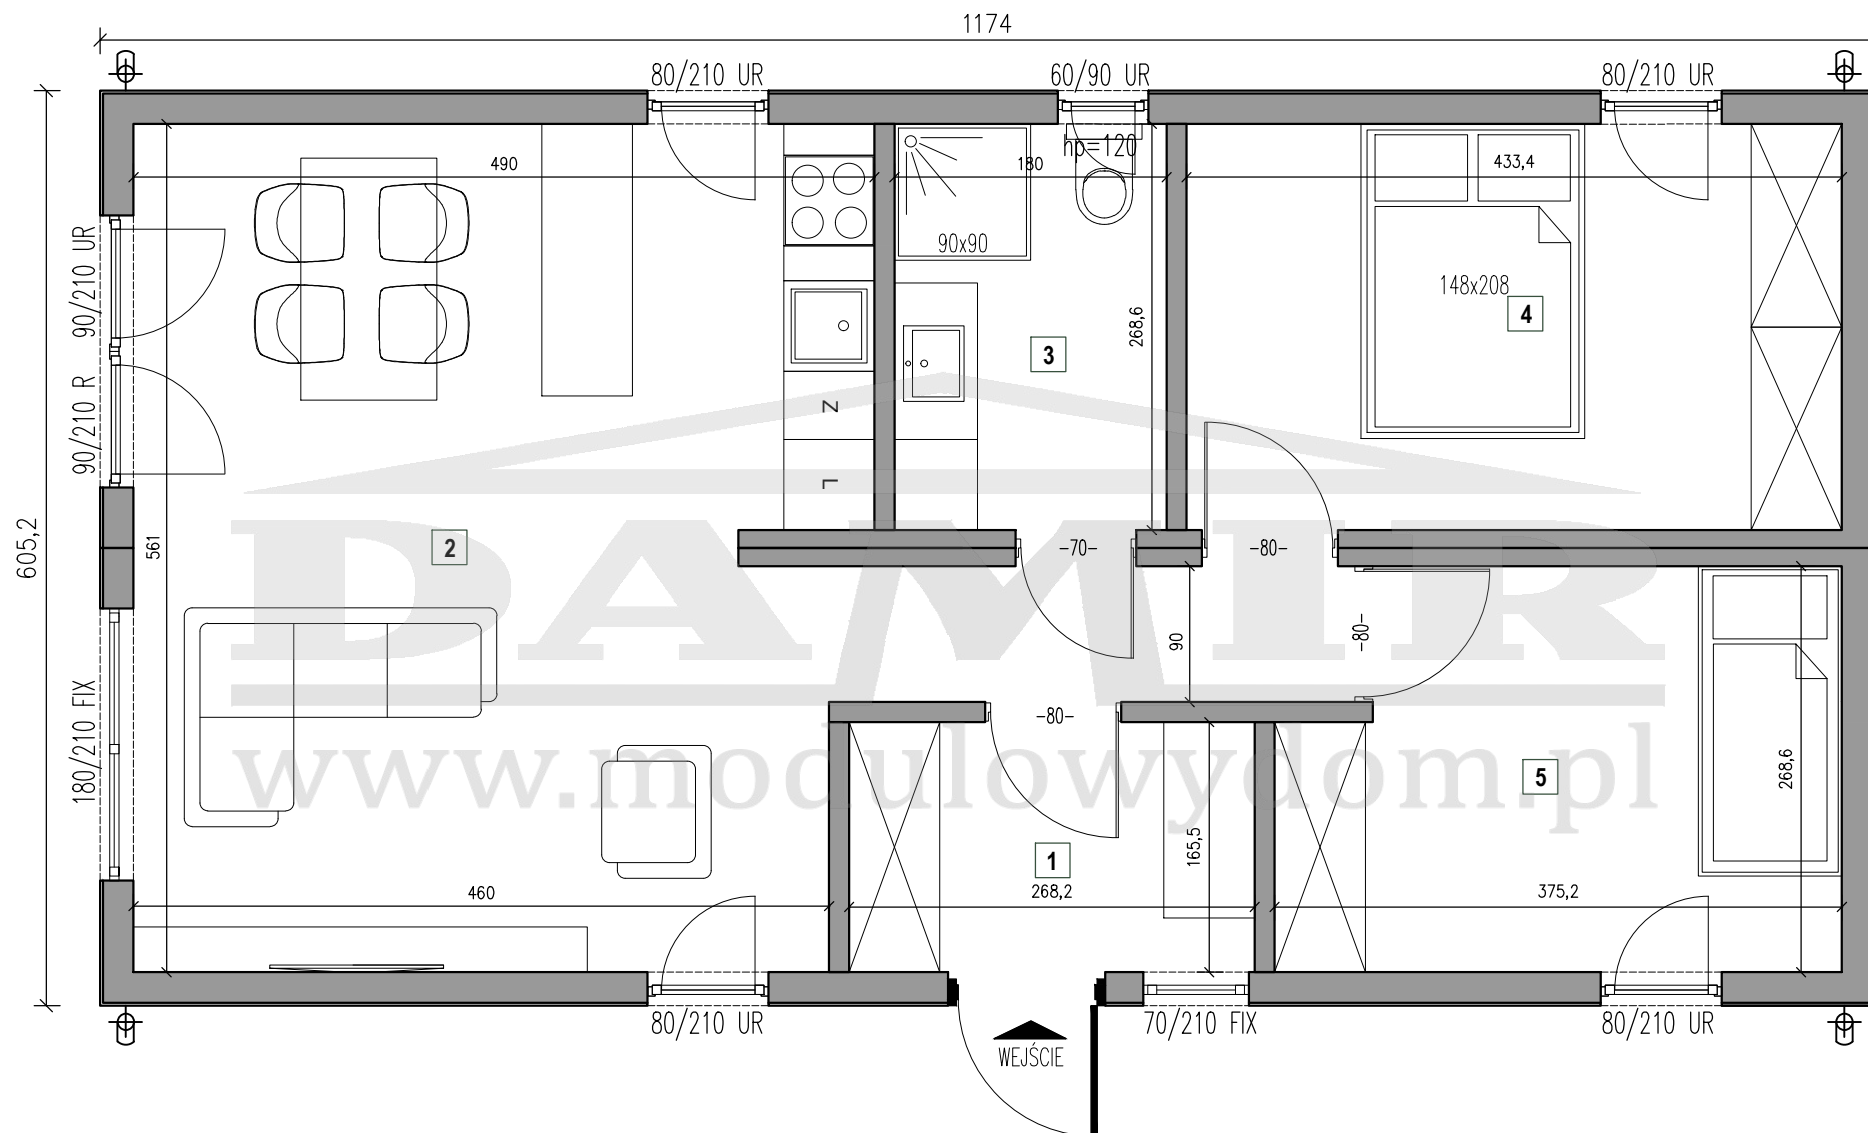 1174
80/210 UR
60/90 UR
80/210 UR
hp=120
490
180
433,4
90x90
90/210 UR
148x208
4
268,6
3
90/210 R
Z
L
605,2
561
2
-70-
-80-
DAMIR
90
-80-
180/210 FIX
-80-
www.modulowydom.pl
268,6
5
165,5
1
460
268,2
375,2
80/210 UR
70/210 FIX
80/210 UR
WEJŚCIE